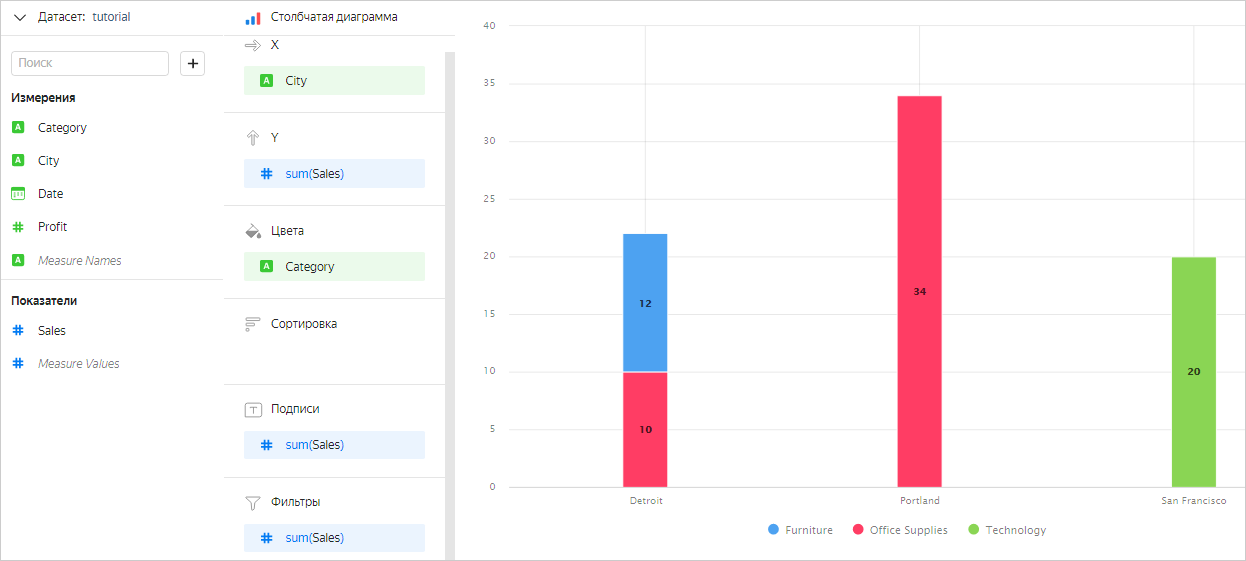 Датасет: tutorial
Поиск
+
Измерения
A Category
A City
Date
# Profit
A Measure Names
Показатели
# Sales
# Measure Values
Столбчатая диаграмма
X
A City
Y
# sum(Sales)
Цвета
A Category
Сортировка
T Подписи
# sum(Sales)
Фильтры
# sum(Sales)
40
35
30
25
20
15
10
5
0
12
10
34
20
Detroit Portland San Francisco
Furniture Office Supplies Technology